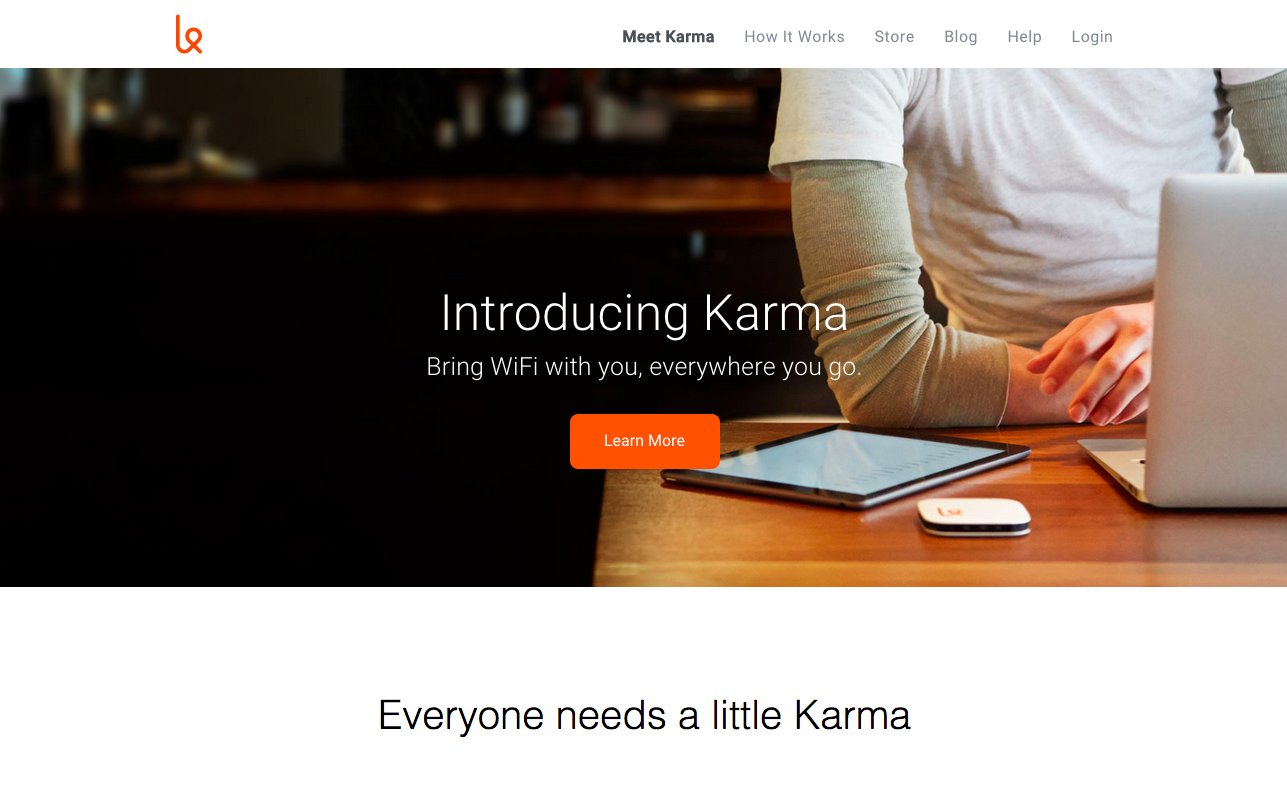 Meet Karma
How It Works
Store
Blog
Help
Login
Introducing Karma
Bring WiFi with you, everywhere you go.
Learn More
Everyone needs a little Karma